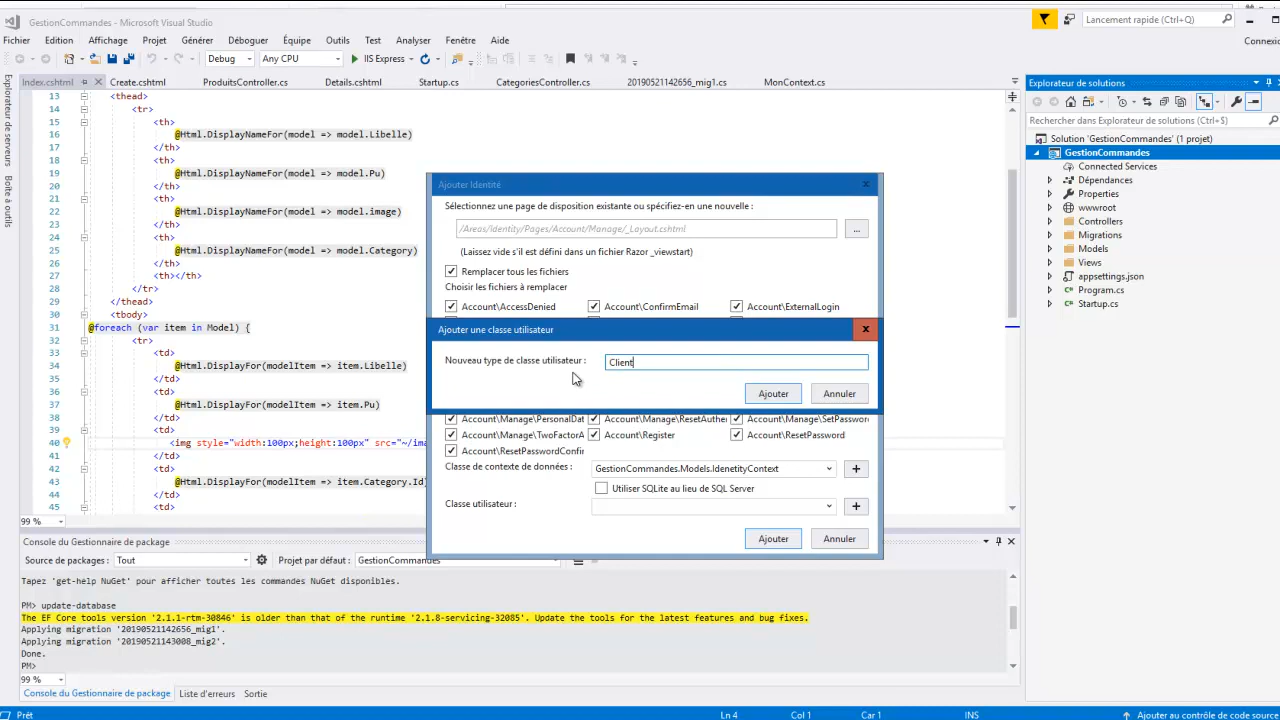 GestionCommandes - Microsoft Visual Studio
Lancement rapide (Ctrl+Q)
Fichier Edition Affichage Projet Générer Déboguer Équipe Outils Test Analyser Fenêtre Aide
Connexio
Debug Any CPU IIS Express
Index.cshtml Create.cshtml ProduitsController.cs Details.cshtml Startup.cs CategoriesController.cs 20190521142656_mig1.cs MonContext.cs
Explorateur de serveurs
Boîte à outils
13 <thead>
14 <tr>
15 <th>
16 @Html.DisplayNameFor(model => model.Libelle)
17 </th>
18 <th>
19 @Html.DisplayNameFor(model => model.Pu)
20 </th>
21 <th>
22 @Html.DisplayNameFor(model => model.image)
23 </th>
24 <th>
25 @Html.DisplayNameFor(model => model.Category)
26 </th>
27 <th></th>
28 </tr>
29 </thead>
30 <tbody>
31 @foreach (var item in Model) {
32 <tr>
33 <td>
34 @Html.DisplayFor(modelItem => item.Libelle)
35 </td>
36 <td>
37 @Html.DisplayFor(modelItem => item.Pu)
38 </td>
39 <td>
40 <img style="width:100px;height:100px" src="~/ima
41 </td>
42 <td>
43 @Html.DisplayFor(modelItem => item.Category.Id)
44 </td>
45 <td>
99 %
Ajouter Identité x
Sélectionnez une page de disposition existante ou spécifiez-en une nouvelle :
/Areas/Identity/Pages/Account/Manage/_Layout.cshtml ...
(Laissez vide s'il est défini dans un fichier Razor _viewstart)
Remplacer tous les fichiers
Choisir les fichiers à remplacer
Account\AccessDenied Account\ConfirmEmail Account\ExternalLogin
Ajouter une classe utilisateur x
Nouveau type de classe utilisateur : Client
Ajouter Annuler
Account\Manage\PersonalDat Account\Manage\ResetAuther Account\Manage\SetPassword
Account\Manage\TwoFactorA Account\Register Account\ResetPassword
Account\ResetPasswordConfir
Classe de contexte de données : GestionCommandes.Models.IdenetityContext +
Utiliser SQLite au lieu de SQL Server
Classe utilisateur : +
Ajouter Annuler
Explorateur de solutions
Rechercher dans Explorateur de solutions (Ctrl+$)
Solution 'GestionCommandes' (1 projet)
GestionCommandes
Connected Services
Dépendances
Properties
wwwroot
Controllers
Migrations
Models
Views
appsettings.json
Program.cs
Startup.cs
Console du Gestionnaire de package
Source de packages : Tout Projet par défaut : GestionCommandes
Tapez 'get-help NuGet' pour afficher toutes les commandes NuGet disponibles.
PM> update-database
The EF Core tools version '2.1.1-rtm-30846' is older than that of the runtime '2.1.8-servicing-32085'. Update the tools for the latest features and bug fixes.
Applying migration '20190521142656_mig1'.
Applying migration '20190521143008_mig2'.
Done.
PM>
99 %
Console du Gestionnaire de package Liste d'erreurs Sortie
Prêt Ln 4 Col 1 Car 1 INS Ajouter au contrôle de code source